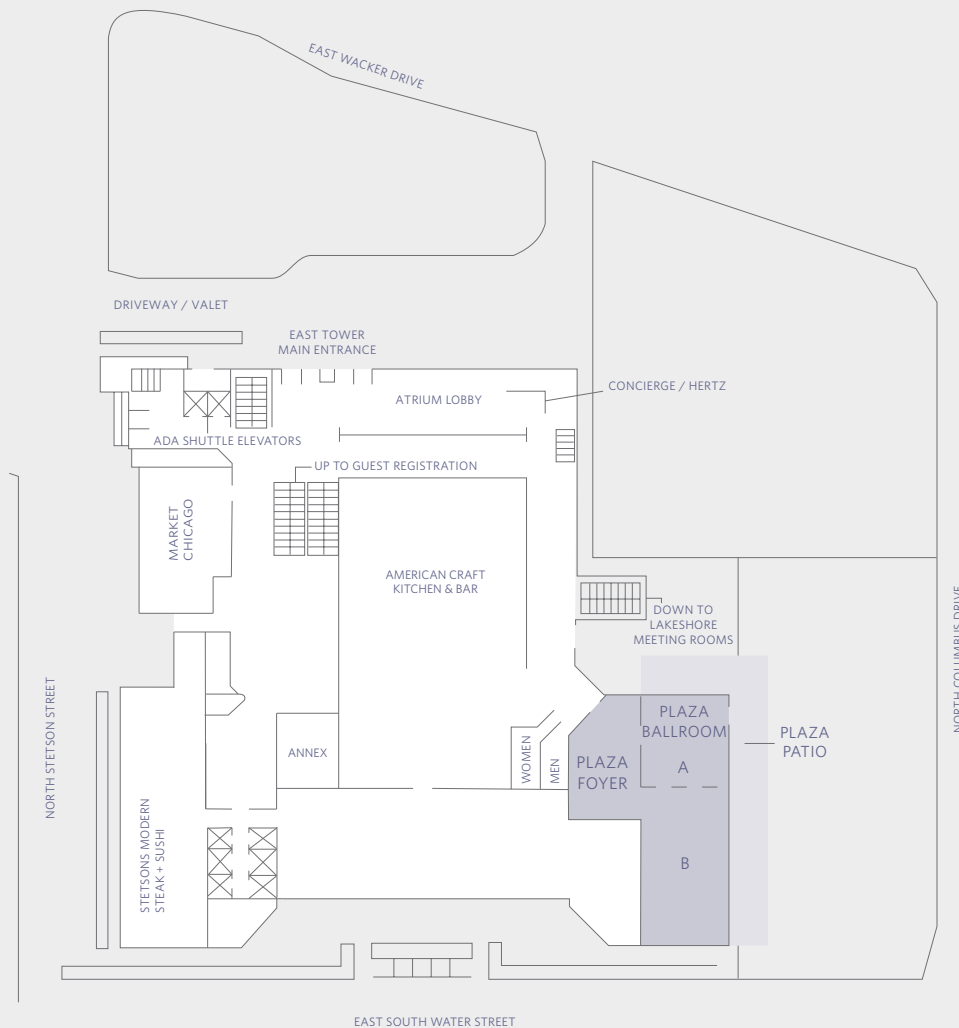 EAST WACKER DRIVE
DRIVEWAY / VALET
EAST TOWER
MAIN ENTRANCE
CONCIERGE / HERTZ
ATRIUM LOBBY
ADA SHUTTLE ELEVATORS
UP TO GUEST REGISTRATION
MARKET
CHICAGO
AMERICAN CRAFT
KITCHEN & BAR
DOWN TO
LAKESHORE
MEETING ROOMS
NORTH COLUMBUS DRIVE
NORTH STETSON STREET
PLAZA
BALLROOM
A
PLAZA
PATIO
ANNEX
WOMEN
MEN
PLAZA
FOYER
STETSONS MODERN
STEAK + SUSHI
B
EAST SOUTH WATER STREET